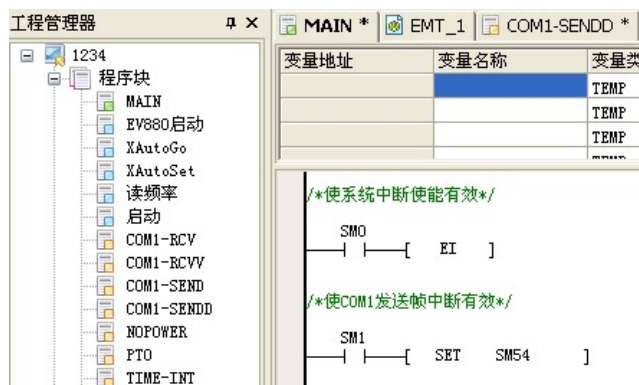 工程管理器
1234
程序块
MAIN
EV880启动
XAutoGo
XAutoSet
读频率
启动
COM1-RCV
COM1-RCVV
COM1-SEND
COM1-SENDD
NOPOWER
PTO
TIME-INT
MAIN * EMT_1 COM1-SENDD *
变量地址 变量名称 变量类
TEMP
TEMP
TEMP
/*使系统中断使能有效*/
SM0
[ EI ]
/*使COM1发送帧中断有效*/
SM1
[ SET SM54 ]